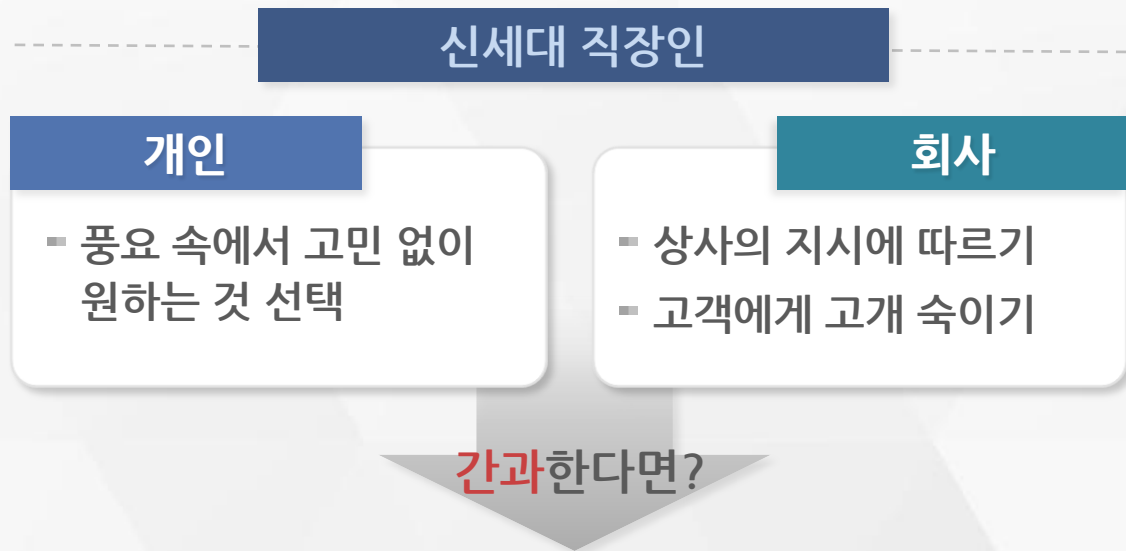 신세대 직장인
개인
풍요 속에서 고민 없이
원하는 것 선택
회사
상사의 지시에 따르기
고객에게 고개 숙이기
간과한다면?